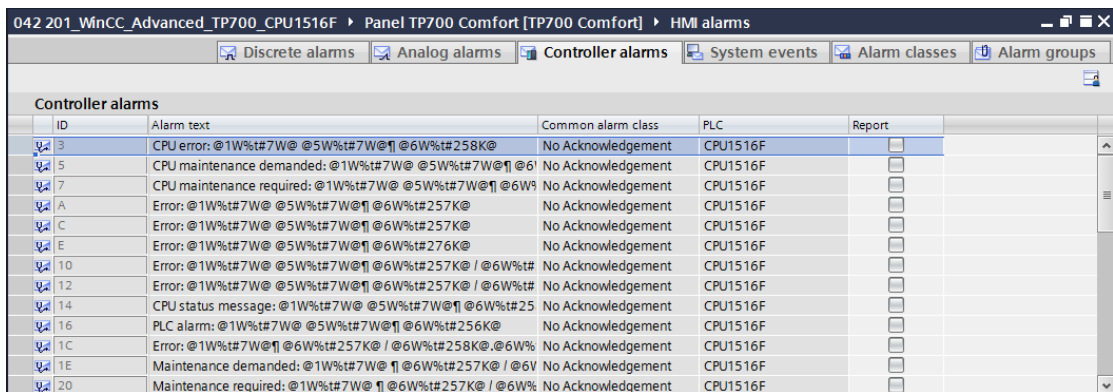 042 201_WinCC_Advanced_TP700_CPU1516F ▸ Panel TP700 Comfort [TP700 Comfort] ▸ HMI alarms
Discrete alarms Analog alarms Controller alarms System events Alarm classes Alarm groups
Controller alarms
ID Alarm text Common alarm class PLC Report
3 CPU error: @1W%t#7W@ @5W%t#7W@¶ @6W%t#258K@ No Acknowledgement CPU1516F
5 CPU maintenance demanded: @1W%t#7W@ @5W%t#7W@¶ @6 No Acknowledgement CPU1516F
7 CPU maintenance required: @1W%t#7W@ @5W%t#7W@¶ @6W% No Acknowledgement CPU1516F
A Error: @1W%t#7W@ @5W%t#7W@¶ @6W%t#257K@ No Acknowledgement CPU1516F
C Error: @1W%t#7W@ @5W%t#7W@¶ @6W%t#257K@ No Acknowledgement CPU1516F
E Error: @1W%t#7W@ @5W%t#7W@¶ @6W%t#276K@ No Acknowledgement CPU1516F
10 Error: @1W%t#7W@ @5W%t#7W@¶ @6W%t#257K@ / @6W%t# No Acknowledgement CPU1516F
12 Error: @1W%t#7W@ @5W%t#7W@¶ @6W%t#257K@ / @6W%t# No Acknowledgement CPU1516F
14 CPU status message: @1W%t#7W@ @5W%t#7W@¶ @6W%t#25 No Acknowledgement CPU1516F
16 PLC alarm: @1W%t#7W@ @5W%t#7W@¶ @6W%t#256K@ No Acknowledgement CPU1516F
1C Error: @1W%t#7W@¶ @6W%t#257K@ / @6W%t#258K@.@6W% No Acknowledgement CPU1516F
1E Maintenance demanded: @1W%t#7W@ ¶ @6W%t#257K@ / @6W No Acknowledgement CPU1516F
20 Maintenance required: @1W%t#7W@ ¶ @6W%t#257K@ / @6W% No Acknowledgement CPU1516F